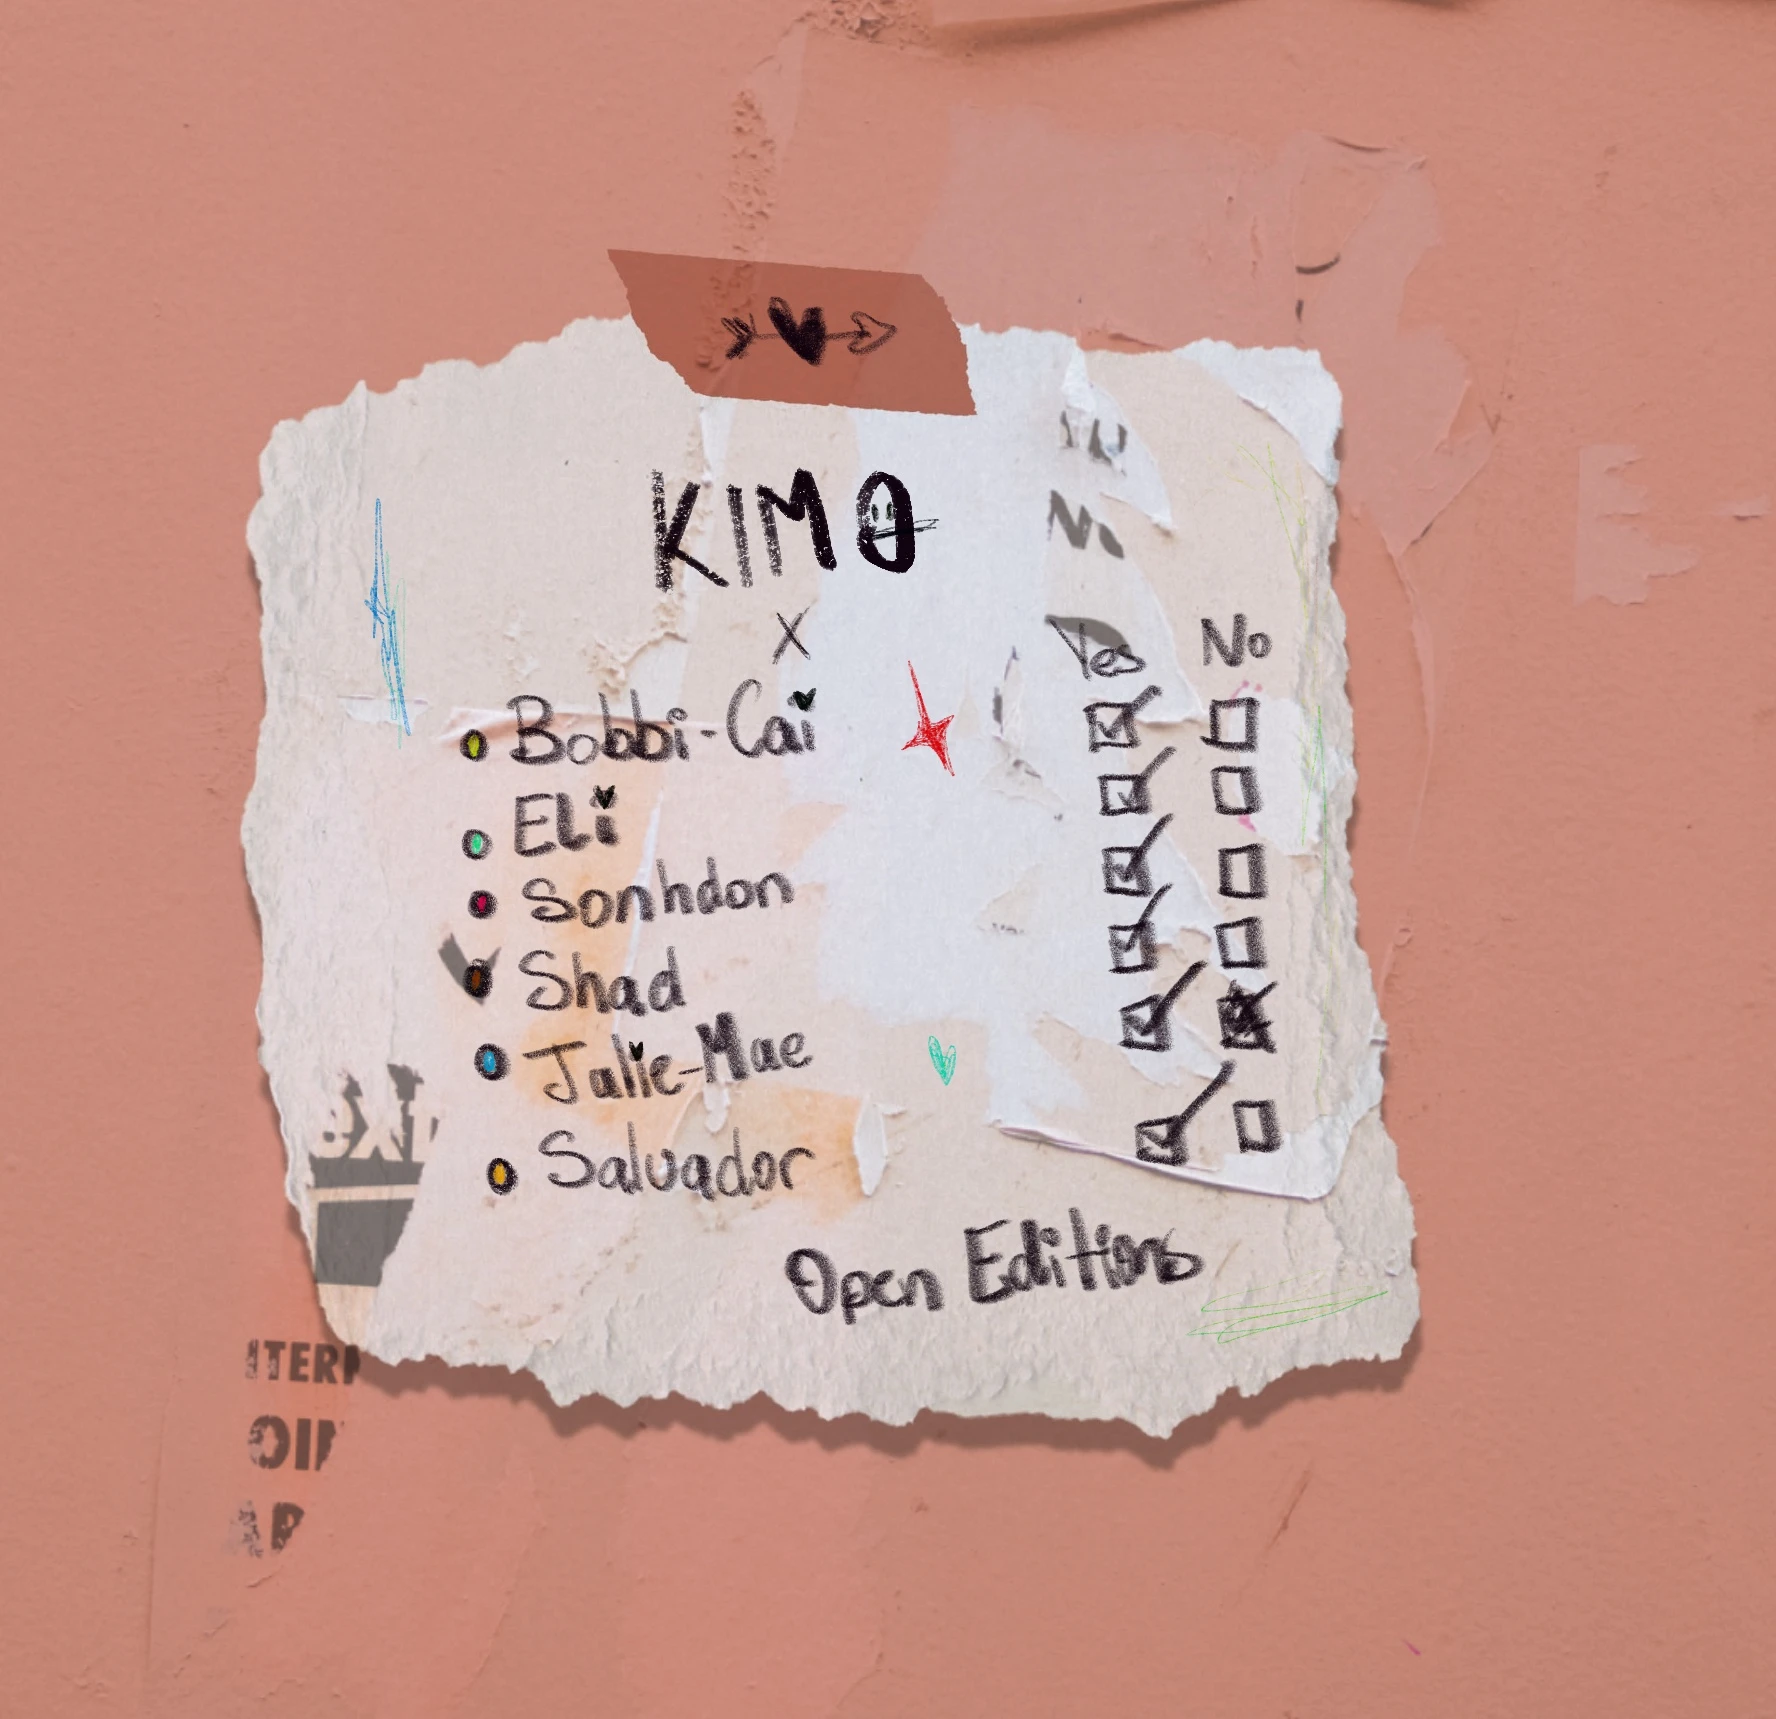 KIMO
X
Yes No
Bobbi-Cai
ELi
Sonhdon
Shad
Julie-Mae
Salvador
Open Editions